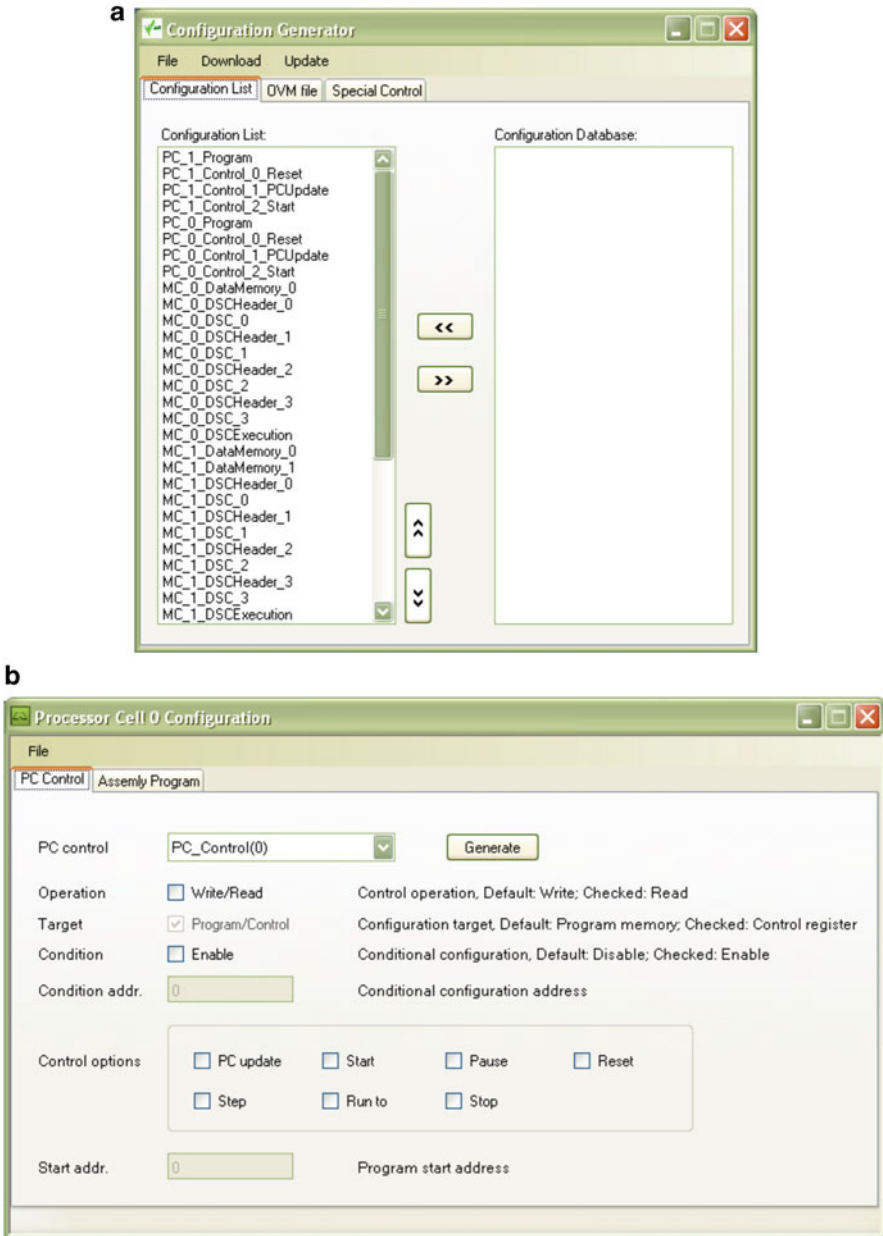 a
Configuration Generator
File Download Update
Configuration List OVM file Special Control
Configuration List: Configuration Database:
PC_1_Program
PC_1_Control_0_Reset
PC_1_Control_1_PCUpdate
PC_1_Control_2_Start
PC_0_Program
PC_0_Control_0_Reset
PC_0_Control_1_PCUpdate
PC_0_Control_2_Start
MC_0_DataMemory_0
MC_0_DSCHeader_0
MC_0_DSC_0
MC_0_DSCHeader_1
MC_0_DSC_1
MC_0_DSCHeader_2
MC_0_DSC_2
MC_0_DSCHeader_3
MC_0_DSC_3
MC_0_DSCExecution
MC_1_DataMemory_0
MC_1_DataMemory_1
MC_1_DSCHeader_0
MC_1_DSC_0
MC_1_DSCHeader_1
MC_1_DSC_1
MC_1_DSCHeader_2
MC_1_DSC_2
MC_1_DSCHeader_3
MC_1_DSC_3
MC_1_DSCExecution
<<
>>
b
Processor Cell 0 Configuration
File
PC Control Assemly Program
PC control PC_Control(0) Generate
Operation Write/Read Control operation, Default: Write; Checked: Read
Target Program/Control Configuration target, Default: Program memory; Checked: Control register
Condition Enable Conditional configuration, Default: Disable; Checked: Enable
Condition addr. 0 Conditional configuration address
Control options PC update Start Pause Reset
Step Run to Stop
Start addr. 0 Program start address